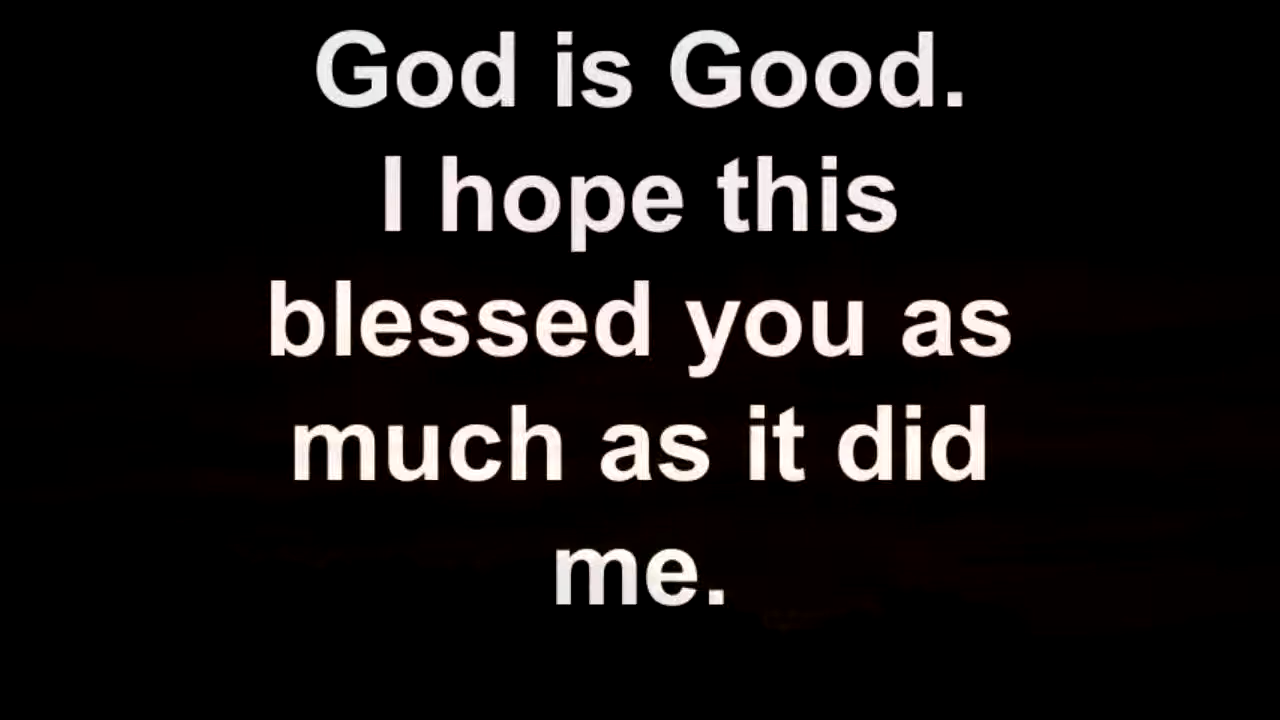 God is Good.
I hope this
blessed you as
much as it did
me.